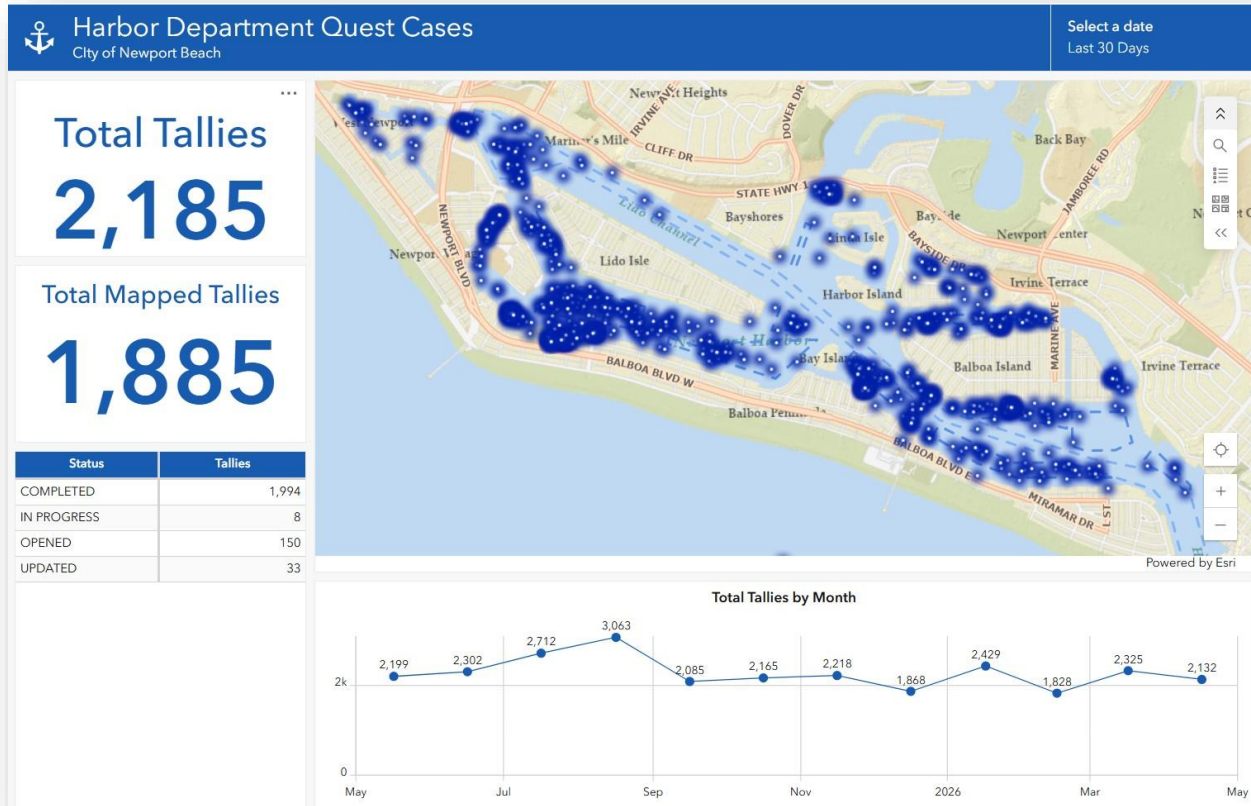 Harbor Department Quest Cases
CIty of Newport Beach
Select a date
Last 30 Days
Total Tallies
2,185
Total Mapped Tallies
1,885
Status Tallies
COMPLETED 1,994
IN PROGRESS 8
OPENED 150
UPDATED 33
Newport Heights
IRVINE AVE
DOVER DR
Mariner's Mile
CLIFF DR
Back Bay
JAMBOREE RD
STATE HWY 1
Lido Channel
Bayshores
NEWPORT BLVD
BAYSIDE DR
Newport Center
Lido Isle
Isle
Irvine Terrace
Harbor Island
MARINE AVE
Newport Harbor
Bay Island
BALBOA BLVD W
Balboa Island
Irvine Terrace
Balboa Peninsula
BALBOA BLVD E
MIRAMAR DR
L ST
Powered by Esri
Total Tallies by Month
2,199
2,302
2,712
3,063
2,085
2,165
2,218
1,868
2,429
1,828
2,325
2,132
2k
0
May Jul Sep Nov 2026 Mar May